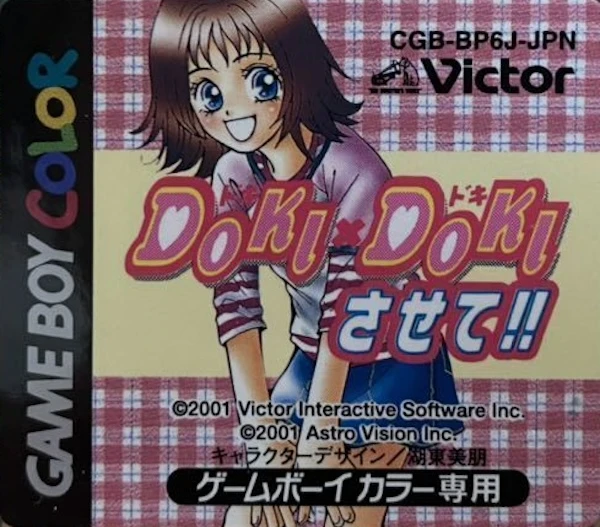 GAME BOY COLOR
CGB-BP6J-JPN
Victor
ドキ ドキ
DOKI×DOKI
させて!!
©2001 Victor Interactive Software Inc.
©2001 Astro Vision Inc.
キャラクターデザイン/湖東美朋
ゲームボーイカラー専用